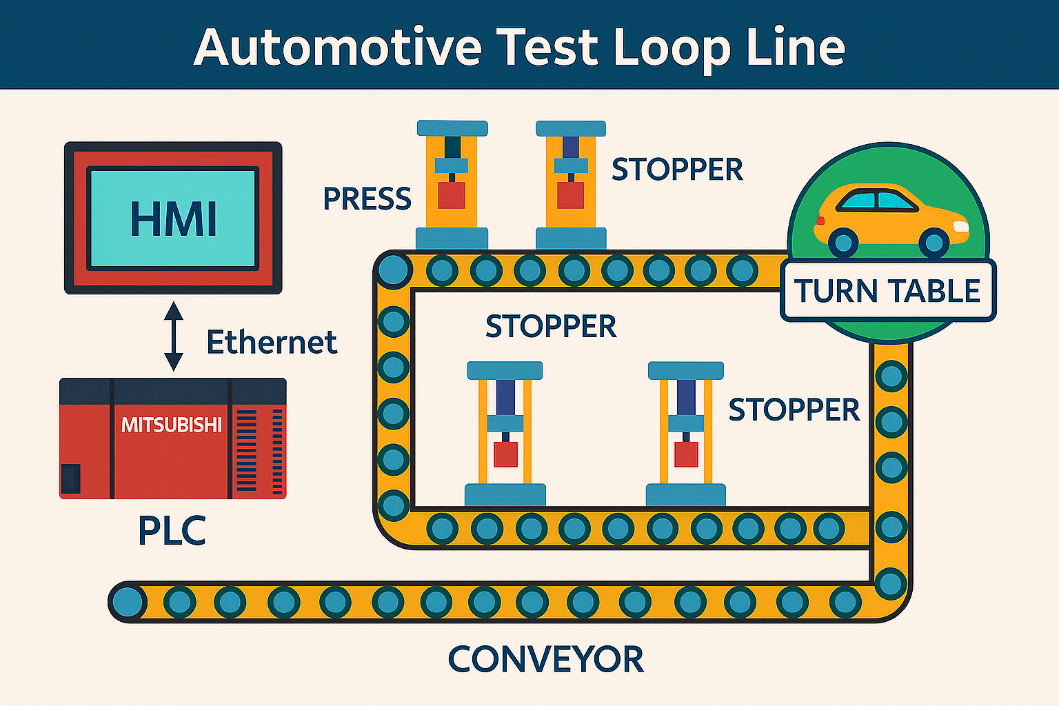 Automotive Test Loop Line
HMI
PRESS
STOPPER
TURN TABLE
Ethernet
STOPPER
STOPPER
MITSUBISHI
PLC
CONVEYOR